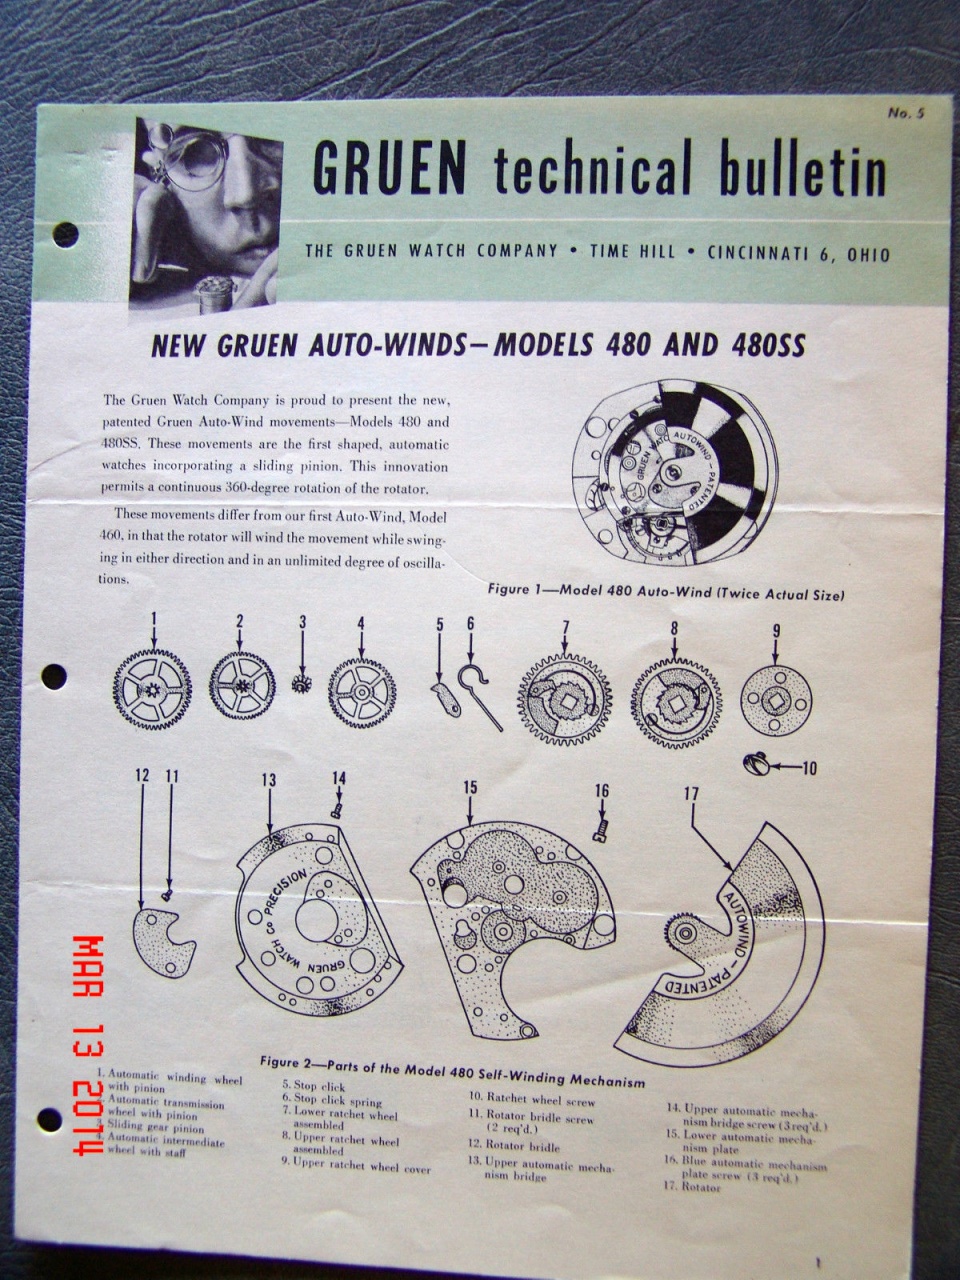 No. 5
GRUEN technical bulletin
THE GRUEN WATCH COMPANY • TIME HILL • CINCINNATI 6, OHIO
NEW GRUEN AUTO-WINDS—MODELS 480 AND 480SS
The Gruen Watch Company is proud to present the new,
patented Gruen Auto-Wind movements—Models 480 and
480SS. These movements are the first shaped, automatic
watches incorporating a sliding pinion. This innovation
permits a continuous 360-degree rotation of the rotator.
These movements differ from our first Auto-Wind, Model
460, in that the rotator will wind the movement while swing-
ing in either direction and in an unlimited degree of oscilla-
tions.
GRUEN WATC
AUTOWIND — PATENTED
Figure 1—Model 480 Auto-Wind (Twice Actual Size)
1 2 3 4 5 6 7 8 9
10
12 11 13 14 15 16 17
GRUEN WATCH Co PRECISION
AUTOWIND — PATENTED
Figure 2—Parts of the Model 480 Self-Winding Mechanism
1. Automatic winding wheel
with pinion
2. Automatic transmission
wheel with pinion
3. Sliding gear pinion
4. Automatic intermediate
wheel with staff
5. Stop click
6. Stop click spring
7. Lower ratchet wheel
assembled
8. Upper ratchet wheel
assembled
9. Upper ratchet wheel cover
10. Ratchet wheel screw
11. Rotator bridle screw
(2 req'd.)
12. Rotator bridle
13. Upper automatic mecha-
nism bridge
14. Upper automatic mecha-
nism bridge screw (3 req'd.)
15. Lower automatic mecha-
nism plate
16. Blue automatic mechanism
plate screw (3 req'd.)
17. Rotator
1
MAR 13 2014